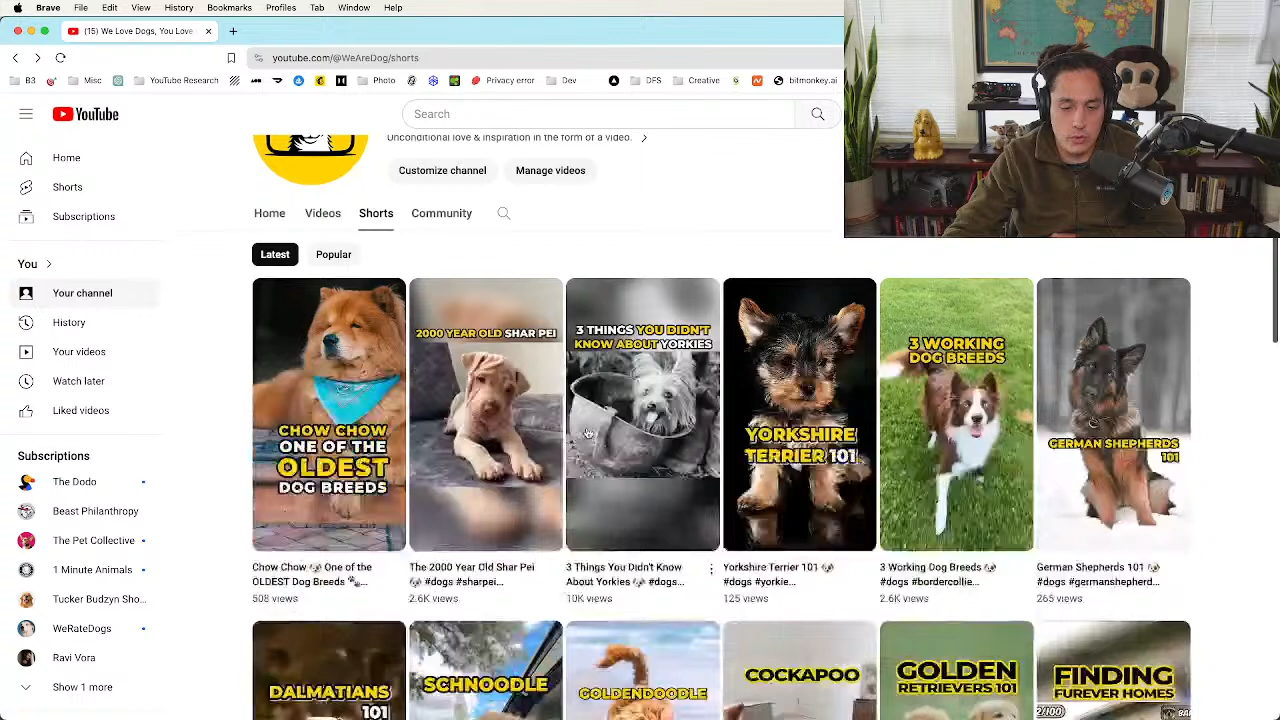 Brave File Edit View History Bookmarks Profiles Tab Window Help
(15) We Love Dogs, You Love
youtube.com/@WeAreDog/shorts
B3 Misc YouTube Research Photo Runner error Dev DFS Creative bitmonkey.ai
YouTube
Search
Unconditional love & inspiration in the form of a video.
Customize channel
Manage videos
Home Videos Shorts Community
Latest
Popular
Home
Shorts
Subscriptions
You
Your channel
History
Your videos
Watch later
Liked videos
Subscriptions
The Dodo
Beast Philanthropy
The Pet Collective
1 Minute Animals
Tucker Budzyn Sho...
WeRateDogs
Ravi Vora
Show 1 more
CHOW CHOW
ONE OF THE
OLDEST
DOG BREEDS
Chow Chow 🐶 One of the
OLDEST Dog Breeds 🐾...
508 views
2000 YEAR OLD SHAR PEI
The 2000 Year Old Shar Pei
🐶 #dogs #sharpei...
2.6K views
3 THINGS YOU DIDN'T
KNOW ABOUT YORKIES
3 Things You Didn't Know
About Yorkies 🐶 #dogs...
10K views
YORKSHIRE
TERRIER 101
Yorkshire Terrier 101 🐶
#dogs #yorkie...
125 views
3 WORKING
DOG BREEDS
3 Working Dog Breeds 🐶
#dogs #bordercollie...
2.6K views
GERMAN SHEPHERDS
101
German Shepherds 101 🐶
#dogs #germanshepherd...
265 views
DALMATIANS
101
SCHNOODLE
GOLDENDOODLE
COCKAPOO
GOLDEN
RETRIEVERS 101
FINDING
FUREVER HOMES
2/100